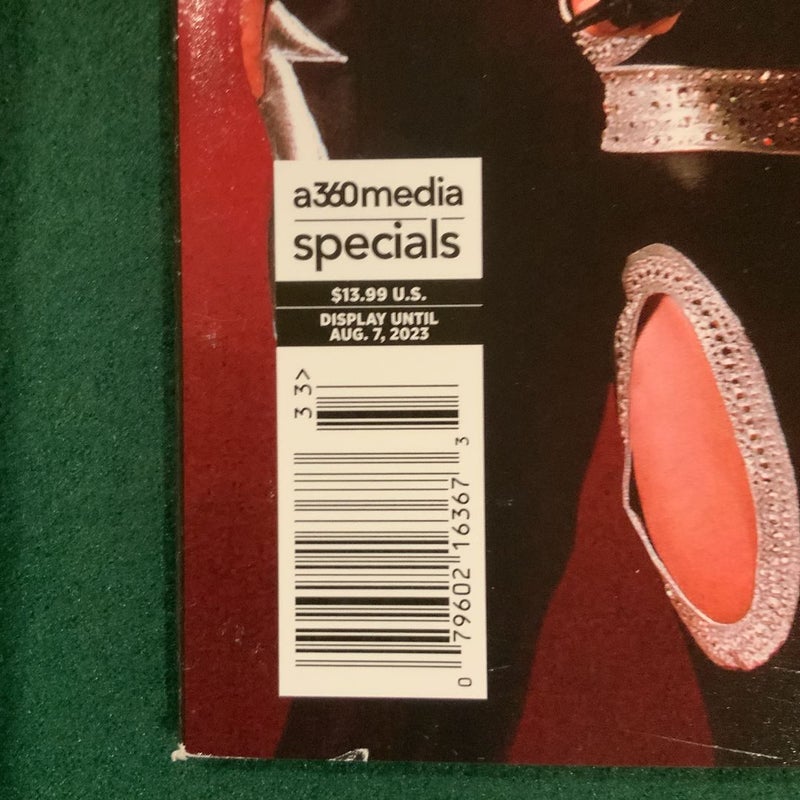 a360media
specials
$13.99 U.S.
DISPLAY UNTIL
AUG. 7, 2023
33>
0 79602 16367 3